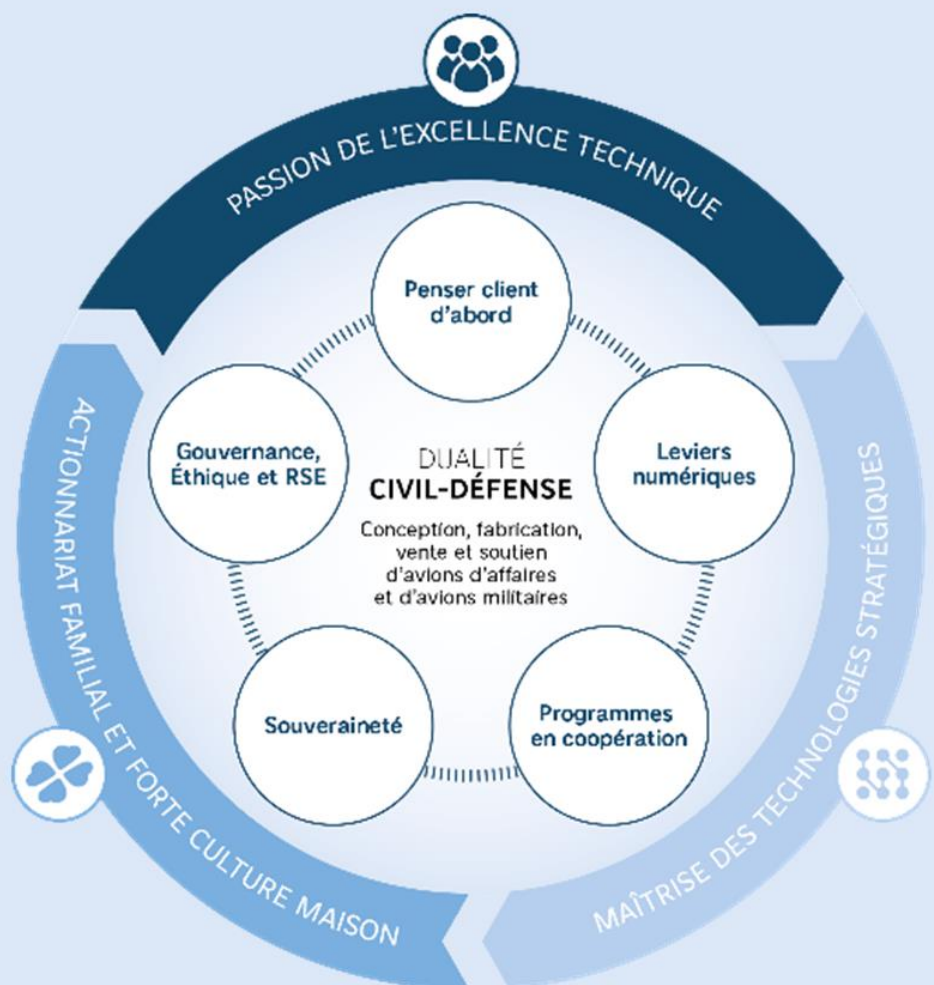 PASSION DE L'EXCELLENCE TECHNIQUE
Penser client
d'abord
Gouvernance,
Éthique et RSE
DUALITÉ
CIVIL-DÉFENSE
Conception, fabrication,
vente et soutien
d'avions d'affaires
et d'avions militaires
Leviers
numériques
Souveraineté
Programmes
en coopération
ACTIONNARIAT FAMILIAL ET FORTE CULTURE MAISON
MAÎTRISE DES TECHNOLOGIES STRATÉGIQUES